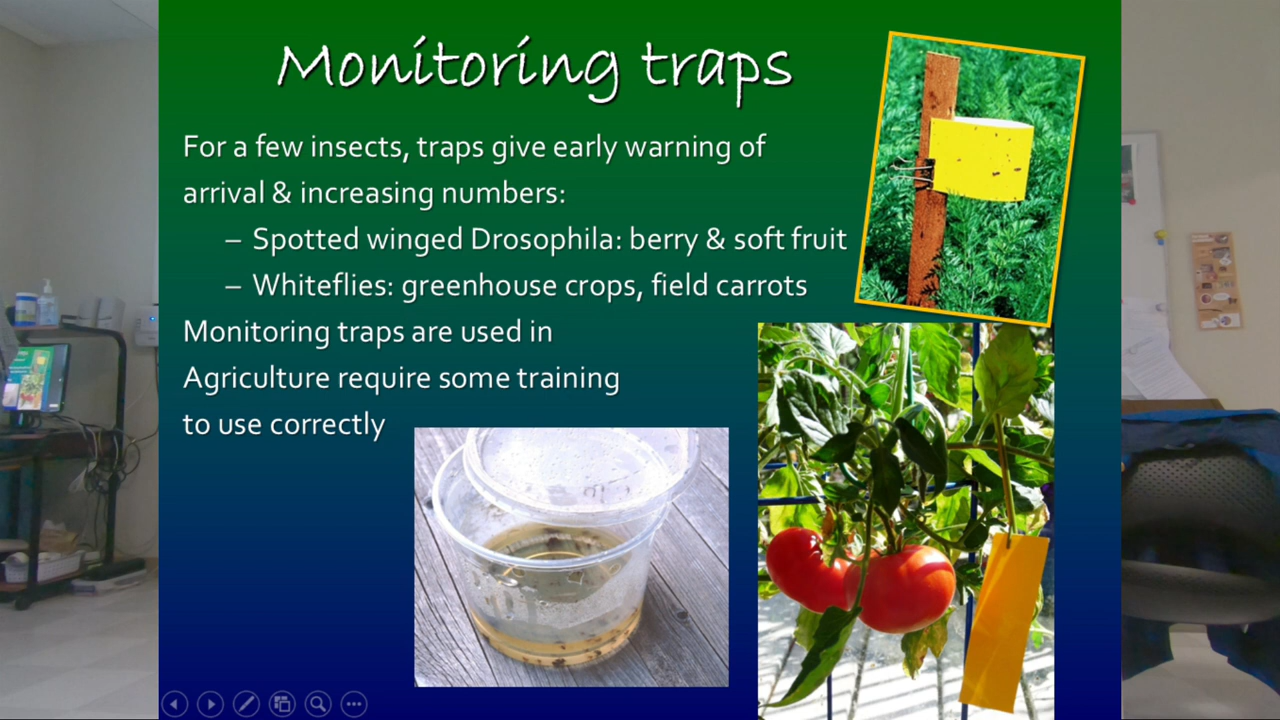 Monitoring traps
For a few insects, traps give early warning of
arrival & increasing numbers:
– Spotted winged Drosophila: berry & soft fruit
– Whiteflies: greenhouse crops, field carrots
Monitoring traps are used in
Agriculture require some training
to use correctly